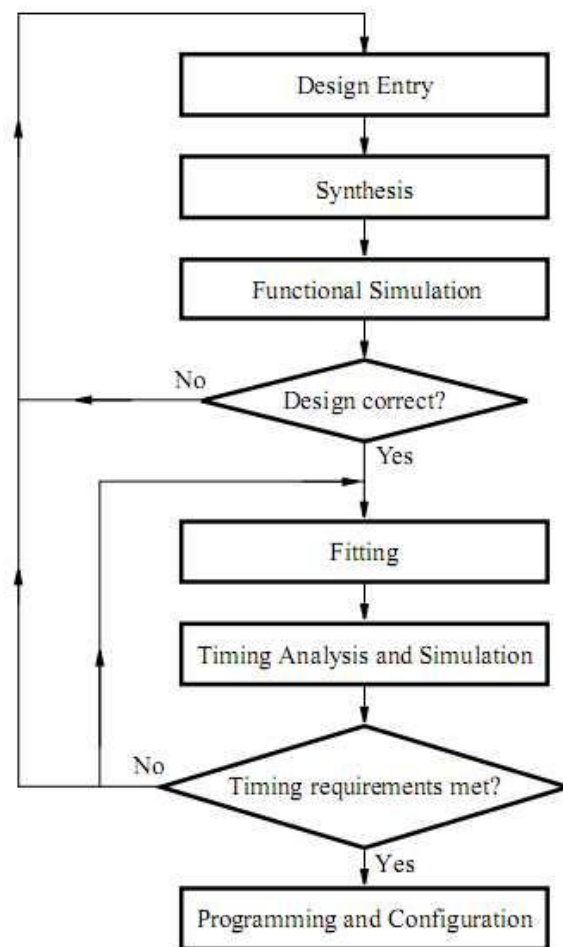 Design Entry
Synthesis
Functional Simulation
No
Design correct?
Yes
Fitting
Timing Analysis and Simulation
No
Timing requirements met?
Yes
Programming and Configuration